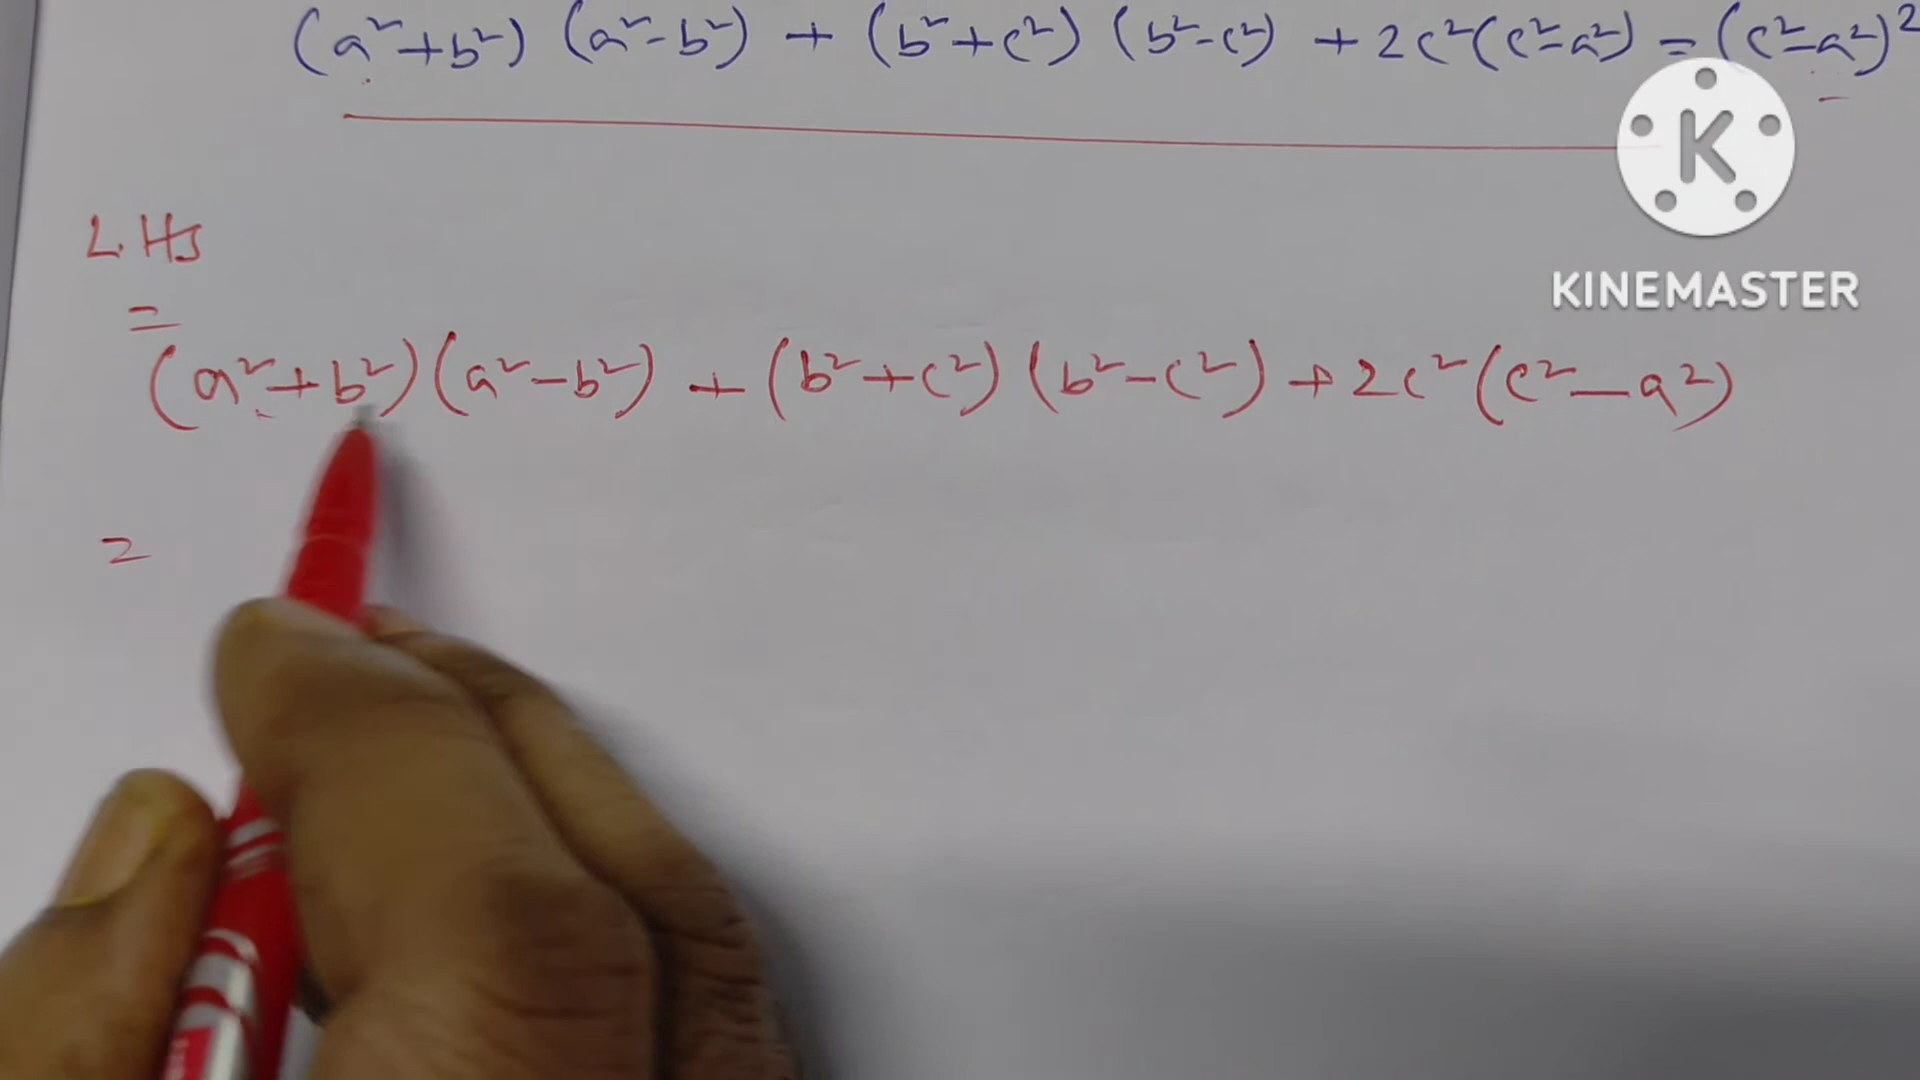 (a²+b²) (a²-b²) + (b²+c²) (b²-c²) + 2c²(c²-a²) = (c²-a²)²
L.HS
=
(a²+b²)(a²-b²) + (b²+c²)(b²-c²) + 2c²(c²-a²)
=
K
KINEMASTER